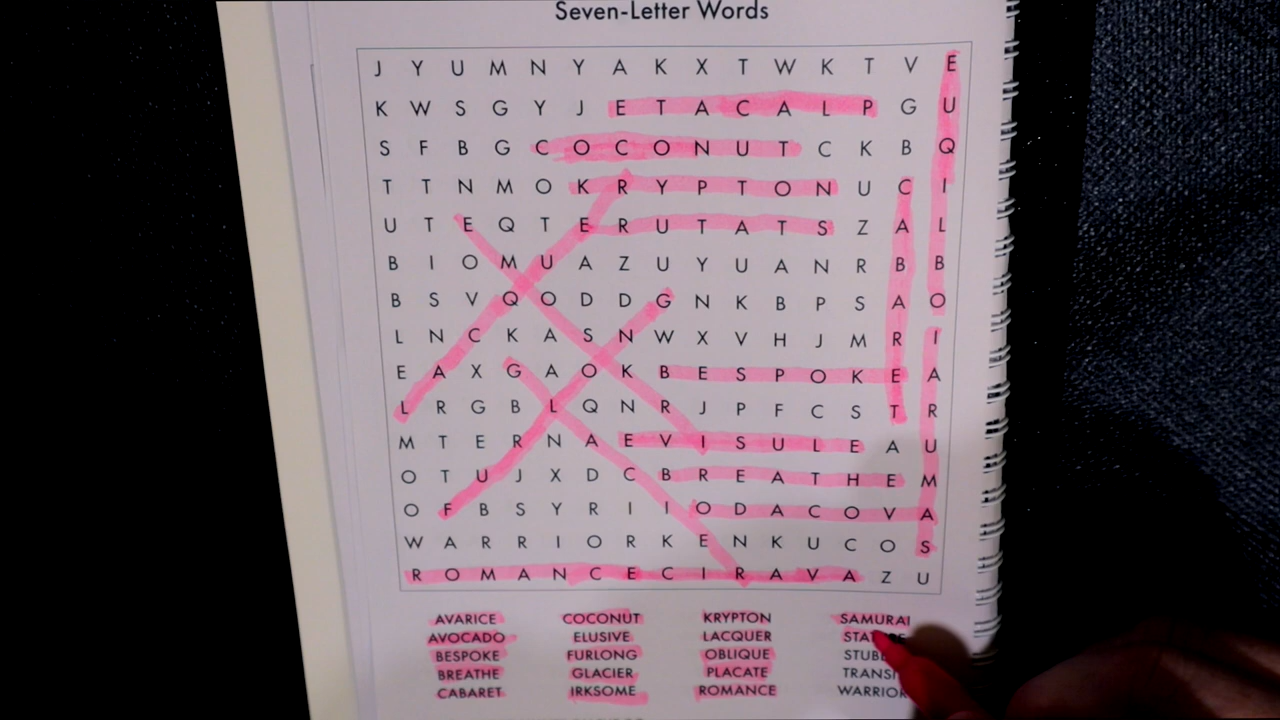 Seven-Letter Words
J Y U M N Y A K X T W K T V E
K W S G Y J E T A C A L P G U
S F B G C O C O N U T C K B Q
T T N M O K R Y P T O N U C I
U T E Q T E R U T A T S Z A L
B I O M U A Z U Y U A N R B B
B S V Q O D D G N K B P S A O
L N C K A S N W X V H J M R I
E A X G A O K B E S P O K E A
L R G B L Q N R J P F C S T R
M T E R N A E V I S U L E A U
O T U J X D C B R E A T H E M
O F B S Y R I I O D A C O V A
W A R R I O R K E N K U C O S
R O M A N C E C I R A V A Z U
AVARICE COCONUT KRYPTON SAMURAI
AVOCADO ELUSIVE LACQUER
BESPOKE FURLONG OBLIQUE
BREATHE GLACIER PLACATE
CABARET IRKSOME ROMANCE WARRIOR